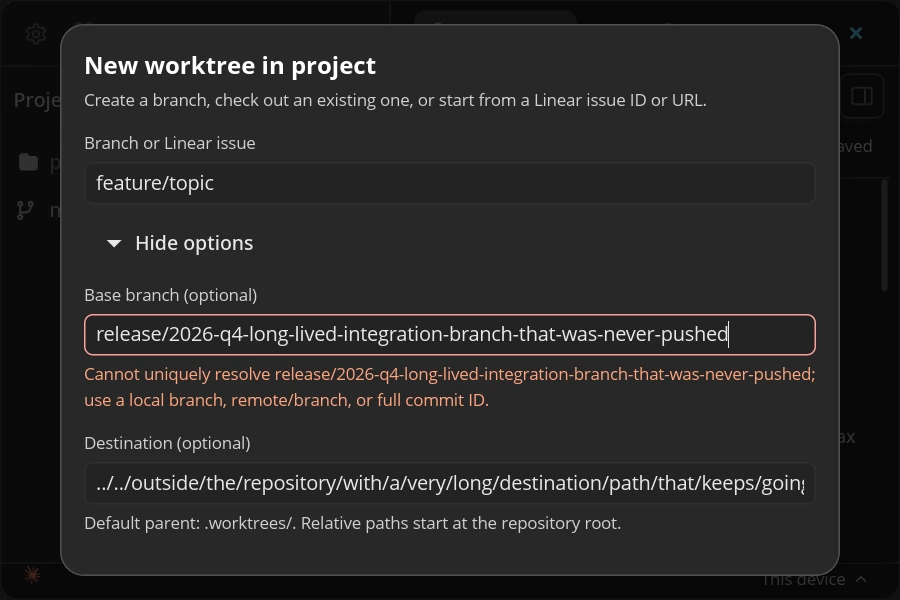 New worktree in project
Create a branch, check out an existing one, or start from a Linear issue ID or URL.
Branch or Linear issue
feature/topic
Hide options
Base branch (optional)
release/2026-q4-long-lived-integration-branch-that-was-never-pushed
Cannot uniquely resolve release/2026-q4-long-lived-integration-branch-that-was-never-pushed;
use a local branch, remote/branch, or full commit ID.
Destination (optional)
../../outside/the/repository/with/a/very/long/destination/path/that/keeps/going
Default parent: .worktrees/. Relative paths start at the repository root.
This device